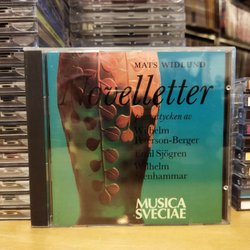 MATS WIDLUND
Novelletter
av
Wilhelm
Peterson-Berger
Emil Sjögren
Wilhelm
Stenhammar
MUSICA
SVECIAE